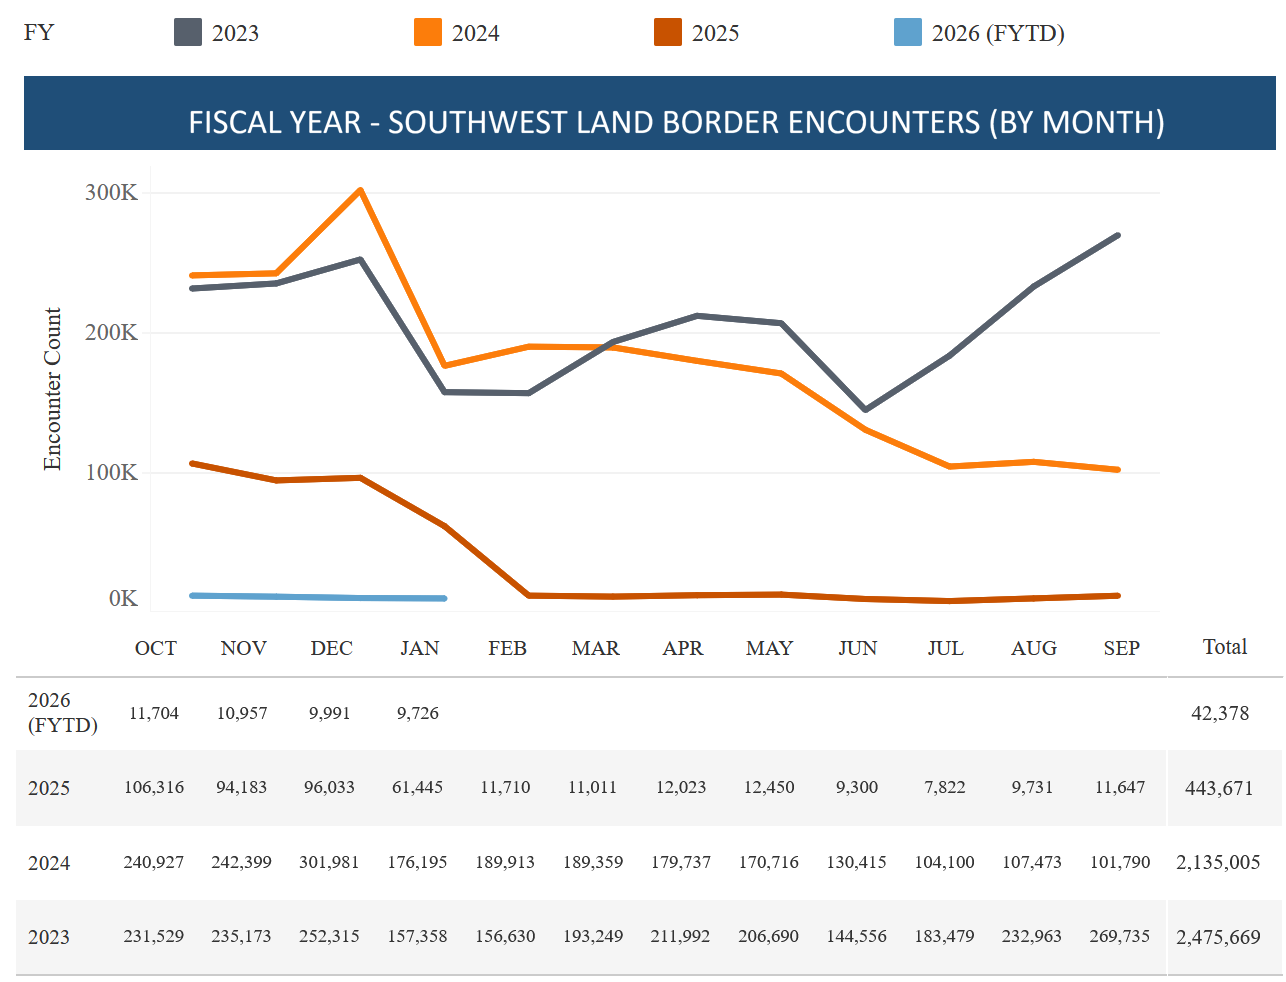 FY 2023 2024 2025 2026 (FYTD)
FISCAL YEAR - SOUTHWEST LAND BORDER ENCOUNTERS (BY MONTH)
Encounter Count
300K
200K
100K
0K
OCT NOV DEC JAN FEB MAR APR MAY JUN JUL AUG SEP Total
2026
(FYTD) 11,704 10,957 9,991 9,726 42,378
2025 106,316 94,183 96,033 61,445 11,710 11,011 12,023 12,450 9,300 7,822 9,731 11,647 443,671
2024 240,927 242,399 301,981 176,195 189,913 189,359 179,737 170,716 130,415 104,100 107,473 101,790 2,135,005
2023 231,529 235,173 252,315 157,358 156,630 193,249 211,992 206,690 144,556 183,479 232,963 269,735 2,475,669